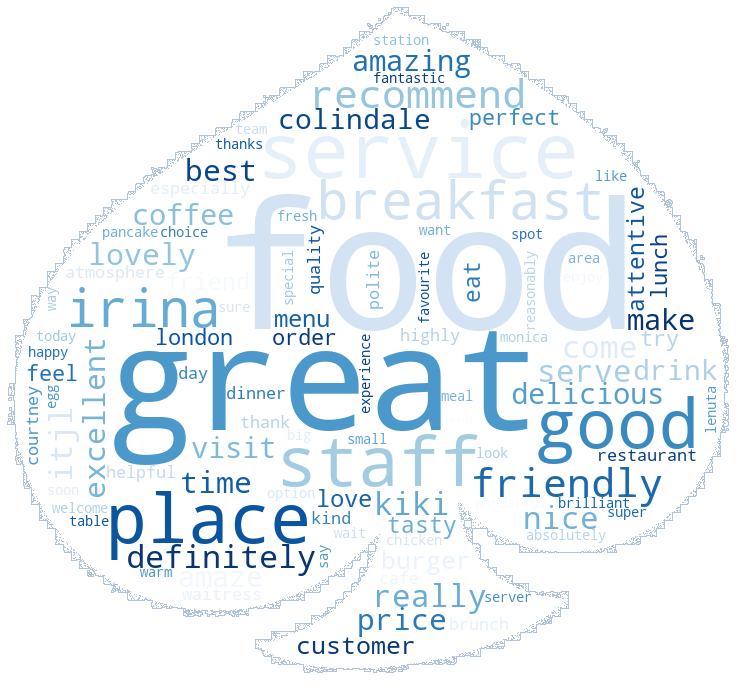 station
amazing
fantastic
recommend
colindale
perfect
team
service
thanks
best
like
especially
breakfast
coffee
food
fresh
attentive
pancake
choice
want
spot
lunch
lovely
quality
polite
favourite
eat
area
atmosphere
special
reasonably
friend
enjoy
way
irina
sure
menu
make
today
london
order
highly
monica
try
happy
great
experience
come
feel
day
serve
drink
egg
dinner
meal
delicious
courtney
excellent
thank
good
lenuta
itjl
big
small
visit
staff
look
restaurant
helpful
time
friendly
soon
option
love
kiki
brilliant
welcome
place
kind
nice
super
table
tasty
wait
chicken
absolutely
definitely
say
burger
warm
amaze
cafe
waitress
really
server
price
brunch
customer